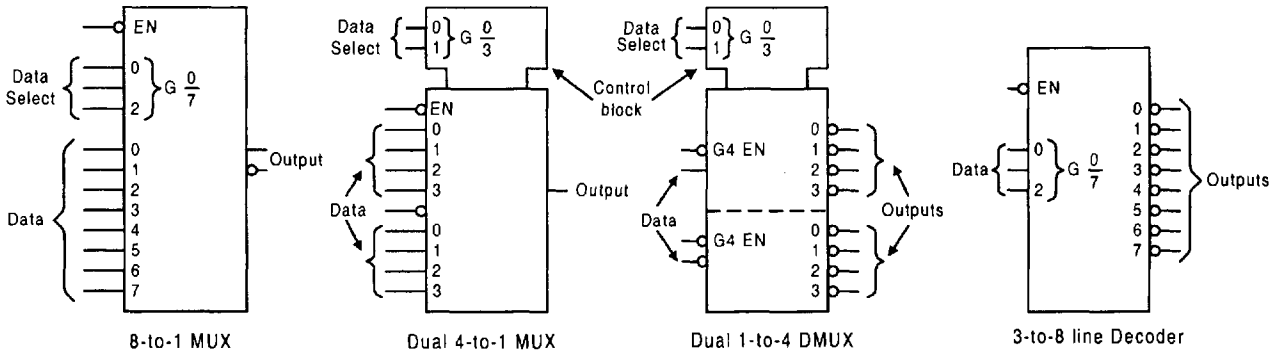 EN
Data
Select
0
2
G 0/7
Data
0
1
2
3
4
5
6
7
Output
8-to-1 MUX
Data
Select
0
1
G 0/3
EN
0
1
2
3
Data
0
1
2
3
Output
Dual 4-to-1 MUX
Control
block
Data
Select
0
1
G 0/3
G4 EN
Data
G4 EN
0
1
2
3
0
1
2
3
Outputs
Dual 1-to-4 DMUX
EN
Data
0
2
G 0/7
0
1
2
3
4
5
6
7
Outputs
3-to-8 line Decoder